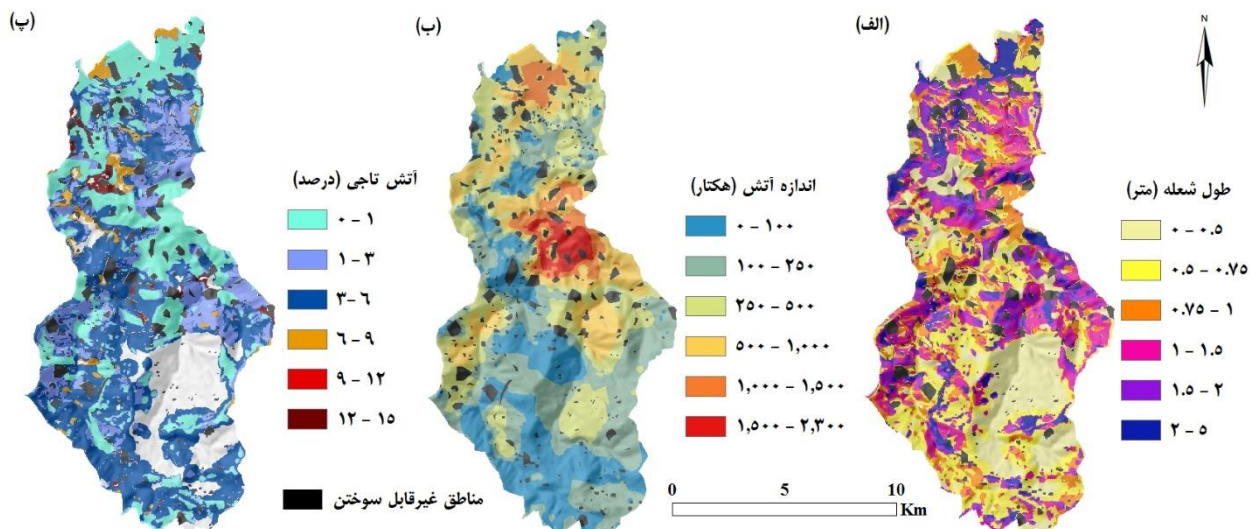 (الف)
N
طول شعله (متر)
۰ – ۰.۵
۰.۵ – ۰.۷۵
۰.۷۵ – ۱
۱ – ۱.۵
۱.۵ – ۲
۲ – ۵
(ب)
اندازه آتش (هکتار)
۰ – ۱۰۰
۱۰۰ – ۲۵۰
۲۵۰ – ۵۰۰
۵۰۰ – ۱,۰۰۰
۱,۰۰۰ – ۱,۵۰۰
۱,۵۰۰ – ۲,۳۰۰
(پ)
آتش تاجی (درصد)
۰ – ۱
۱ – ۳
۳ – ۶
۶ – ۹
۹ – ۱۲
۱۲ – ۱۵
مناطق غیرقابل سوختن
0 5 10
Km